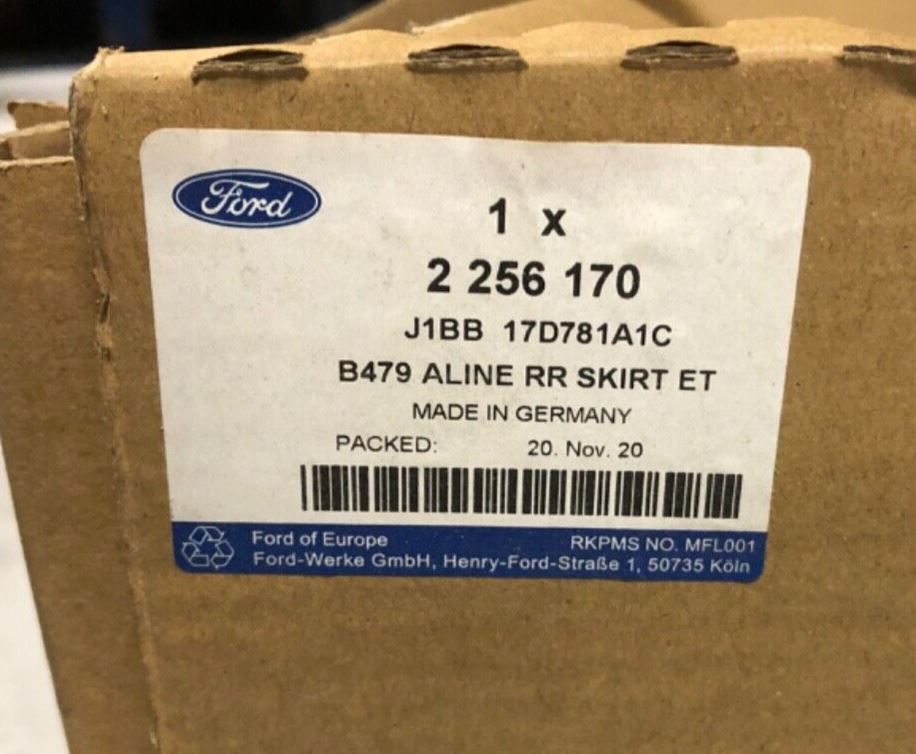 Ford
1 x
2 256 170
J1BB 17D781A1C
B479 ALINE RR SKIRT ET
MADE IN GERMANY
PACKED: 20. Nov. 20
Ford of Europe RKPMS NO. MFL001
Ford-Werke GmbH, Henry-Ford-Straße 1, 50735 Köln